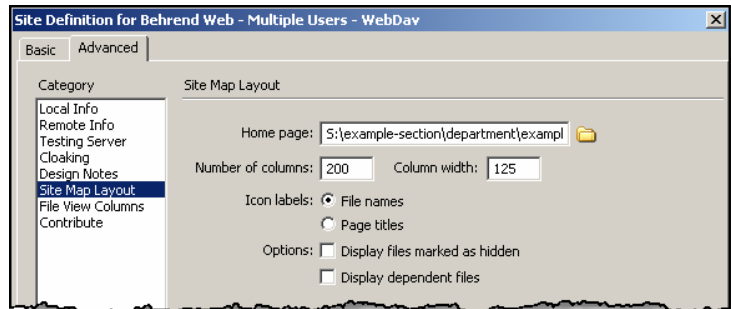 Site Definition for Behrend Web - Multiple Users - WebDav
Basic Advanced
Category
Site Map Layout
Local Info
Remote Info
Testing Server
Cloaking
Design Notes
Site Map Layout
File View Columns
Contribute
Home page: S:\example-section\department\exampl
Number of columns: 200 Column width: 125
Icon labels: File names
Page titles
Options: Display files marked as hidden
Display dependent files